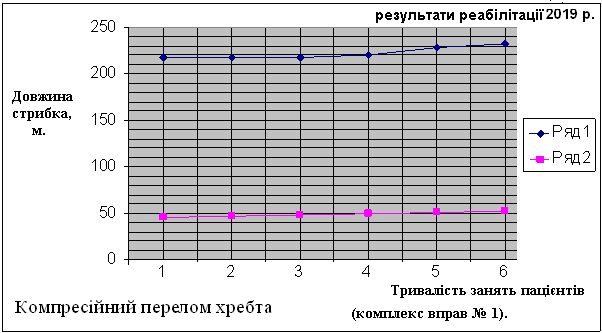 результати реабілітації 2019 р.
250
200
Довжина
стрибка,
м.
150
100
50
0
1 2 3 4 5 6
Ряд1
Ряд2
Тривалість занять пацієнтів
(комплекс вправ № 1).
Компресійний перелом хребта